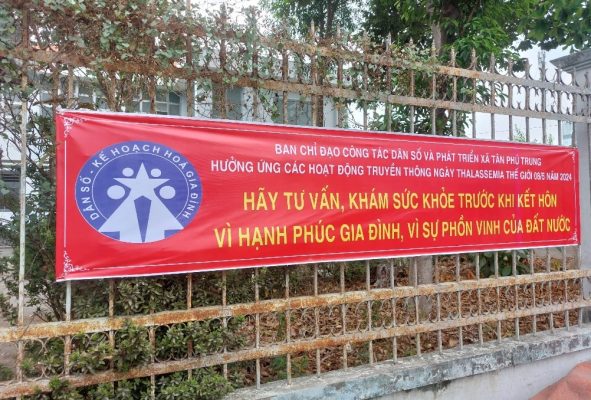 DÂN SỐ - KẾ HOẠCH HOÁ GIA ĐÌNH
BAN CHỈ ĐẠO CÔNG TÁC DÂN SỐ VÀ PHÁT TRIỂN XÃ TÂN PHÚ TRUNG
HƯỞNG ỨNG CÁC HOẠT ĐỘNG TRUYỀN THÔNG NGÀY THALASSEMIA THẾ GIỚI 08/5 NĂM 2024
HÃY TƯ VẤN, KHÁM SỨC KHỎE TRƯỚC KHI KẾT HÔN
VÌ HẠNH PHÚC GIA ĐÌNH, VÌ SỰ PHỒN VINH CỦA ĐẤT NƯỚC